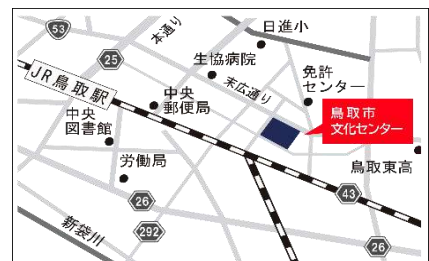 53
本通り
日進小
25
生協病院
末広通り
免許
センター
JR鳥取駅
中央
郵便局
鳥取市
文化センター
中央
図書館
労働局
鳥取東高
43
26
新袋川
292
26